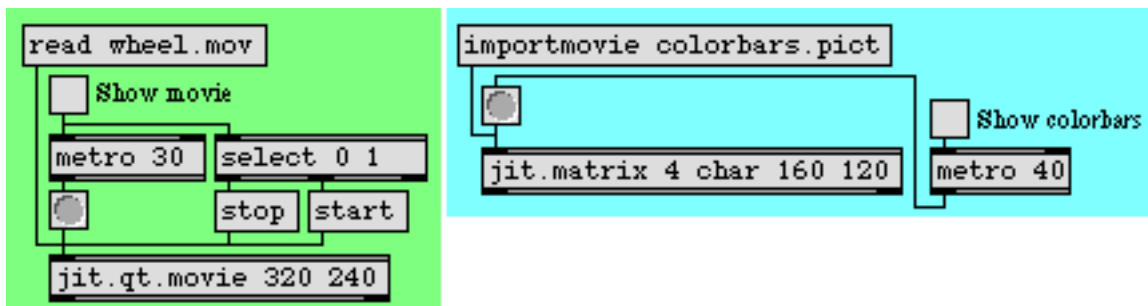 read wheel.mov
Show movie
metro 30
select 0 1
stop
start
jit.qt.movie 320 240
importmovie colorbars.pict
Show colorbars
jit.matrix 4 char 160 120
metro 40